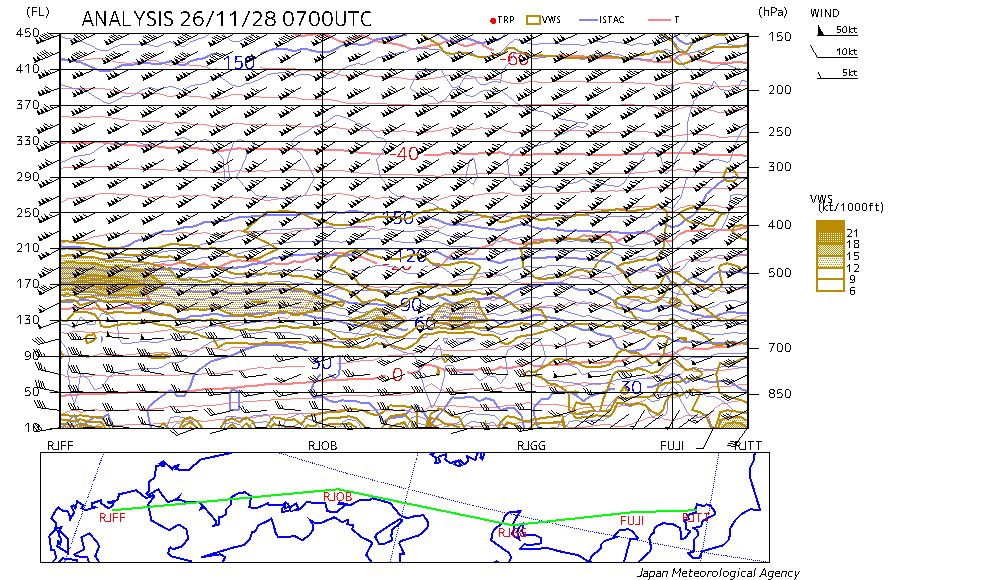 (FL) ANALYSIS 26/11/28 0700UTC TRP VWS ISTAC T (hPa) WIND
50kt
10kt
5kt
450
410
370
330
290
250
210
170
130
90
50
10
150
200
250
300
400
500
700
850
150
-60
-40
150
120
90
60
30
0
30
VWS
(kt/1000ft)
21
18
15
12
9
6
RJFF RJOB RJGG FUJI RJTT
RJFF
RJOB
RJGG
FUJI
RJTT
Japan Meteorological Agency